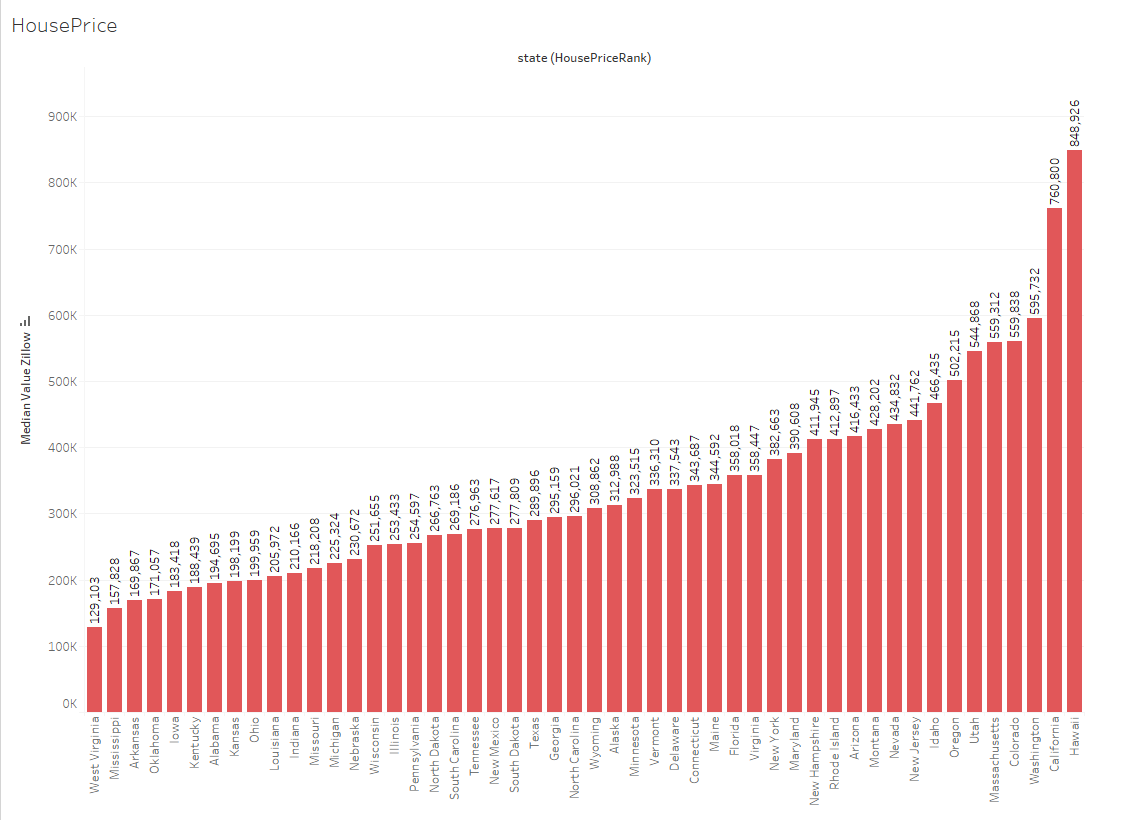 HousePrice
state (HousePriceRank)
Median Value Zillow
900K
800K
700K
600K
500K
400K
300K
200K
100K
0K
129,103
157,828
169,867
171,057
183,418
188,439
194,695
198,199
199,959
205,972
210,166
218,208
225,324
230,672
251,655
253,433
254,597
266,763
269,186
276,963
277,617
277,809
289,896
295,159
296,021
308,862
312,988
323,515
336,310
337,543
343,687
344,592
358,018
358,447
382,663
390,608
411,945
412,897
416,433
428,202
434,832
441,762
466,435
502,215
544,868
559,312
559,838
595,732
760,800
848,926
West Virginia
Mississippi
Arkansas
Oklahoma
Iowa
Kentucky
Alabama
Kansas
Ohio
Louisiana
Indiana
Missouri
Michigan
Nebraska
Wisconsin
Illinois
Pennsylvania
North Dakota
South Carolina
Tennessee
New Mexico
South Dakota
Texas
Georgia
North Carolina
Wyoming
Alaska
Minnesota
Vermont
Delaware
Connecticut
Maine
Florida
Virginia
New York
Maryland
New Hampshire
Rhode Island
Arizona
Montana
Nevada
New Jersey
Idaho
Oregon
Utah
Massachusetts
Colorado
Washington
California
Hawaii